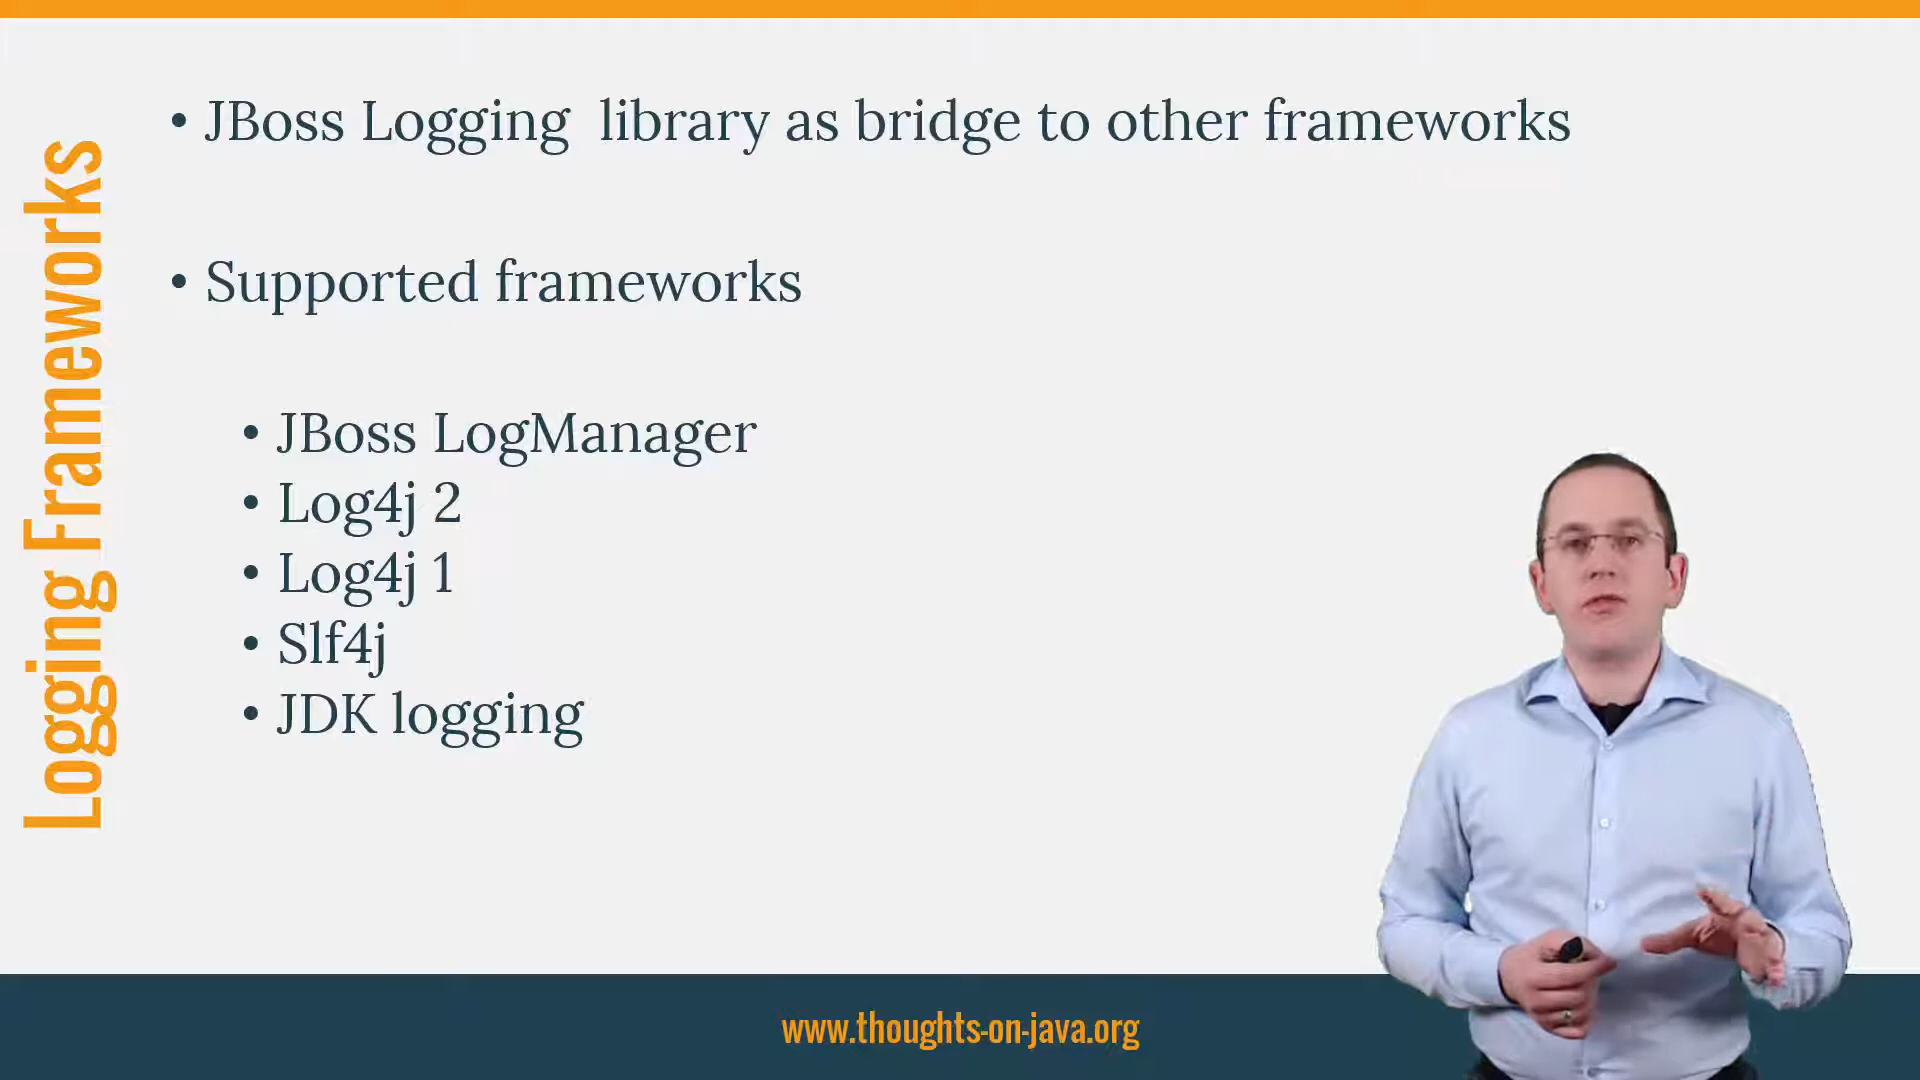 Logging Frameworks
• JBoss Logging  library as bridge to other frameworks
• Supported frameworks
• JBoss LogManager
• Log4j 2
• Log4j 1
• Slf4j
• JDK logging
www.thoughts-on-java.org